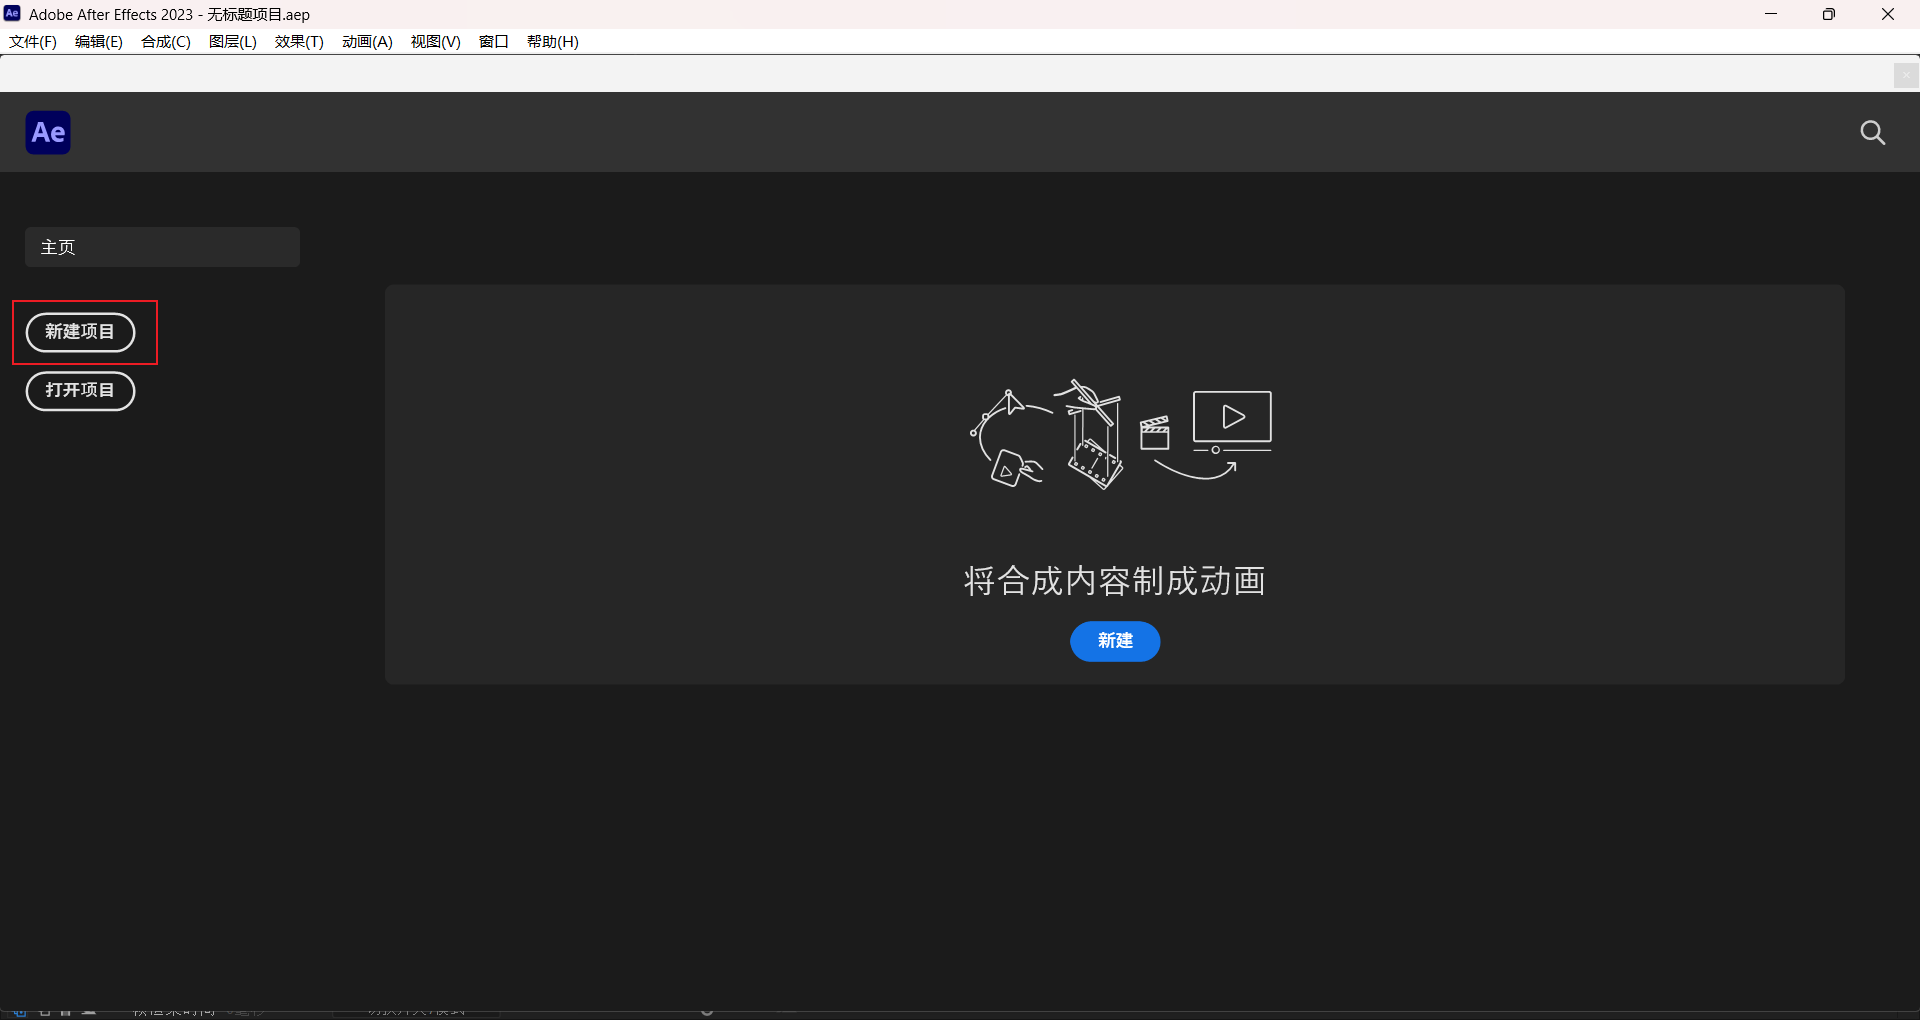 Ae Adobe After Effects 2023 - 无标题项目.aep
文件(F) 编辑(E) 合成(C) 图层(L) 效果(T) 动画(A) 视图(V) 窗口 帮助(H)
Ae
主页
新建项目
打开项目
将合成内容制成动画
新建